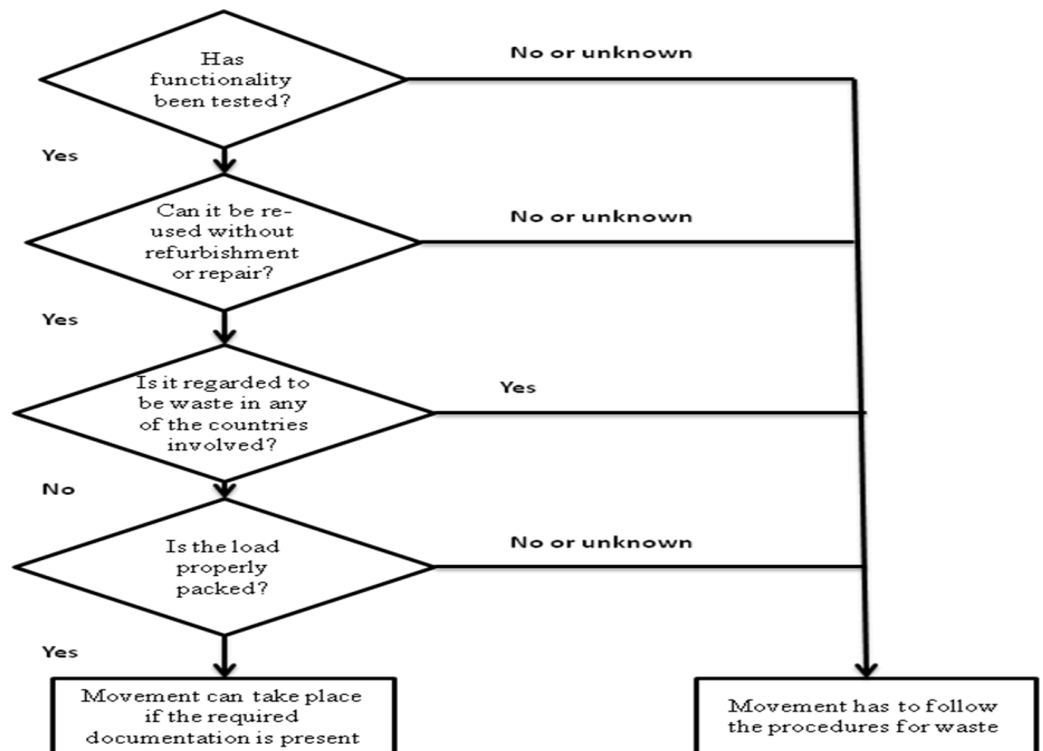 Has
functionality
been tested?
No or unknown
Yes
Can it be re-
used without
refurbishment
or repair?
No or unknown
Yes
Is it regarded to
be waste in any
of the countries
involved?
Yes
No
Is the load
properly
packed?
No or unknown
Yes
Movement can take place
if the required
documentation is present
Movement has to follow
the procedures for waste